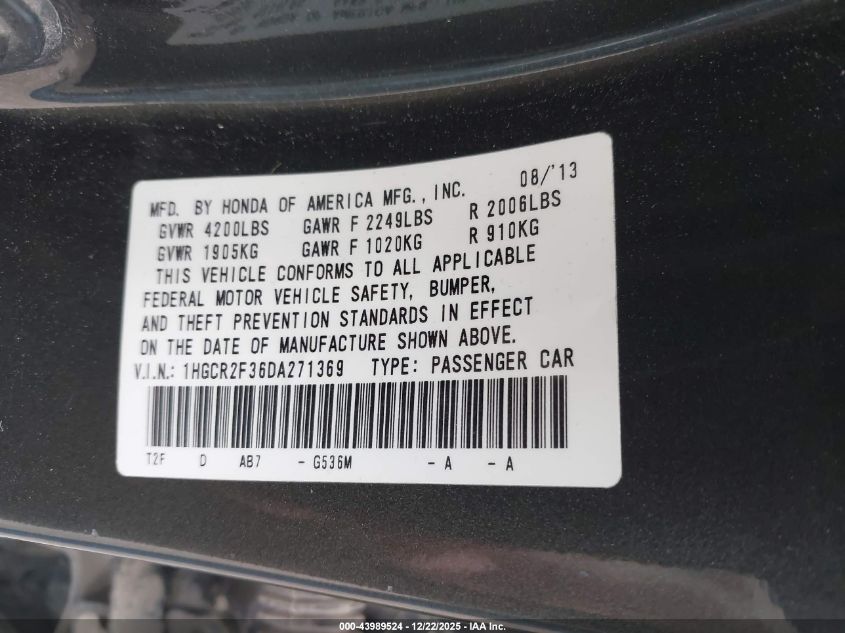 MFD. BY HONDA OF AMERICA MFG., INC. 08/'13
GVWR 4200LBS GAWR F 2249LBS R 2006LBS
GVWR 1905KG GAWR F 1020KG R 910KG
THIS VEHICLE CONFORMS TO ALL APPLICABLE
FEDERAL MOTOR VEHICLE SAFETY, BUMPER,
AND THEFT PREVENTION STANDARDS IN EFFECT
ON THE DATE OF MANUFACTURE SHOWN ABOVE.
V.I.N.: 1HGCR2F36DA271369 TYPE: PASSENGER CAR
T2F D AB7 - G536M - A - A
000-43989524 - 12/22/2025 - IAA Inc.